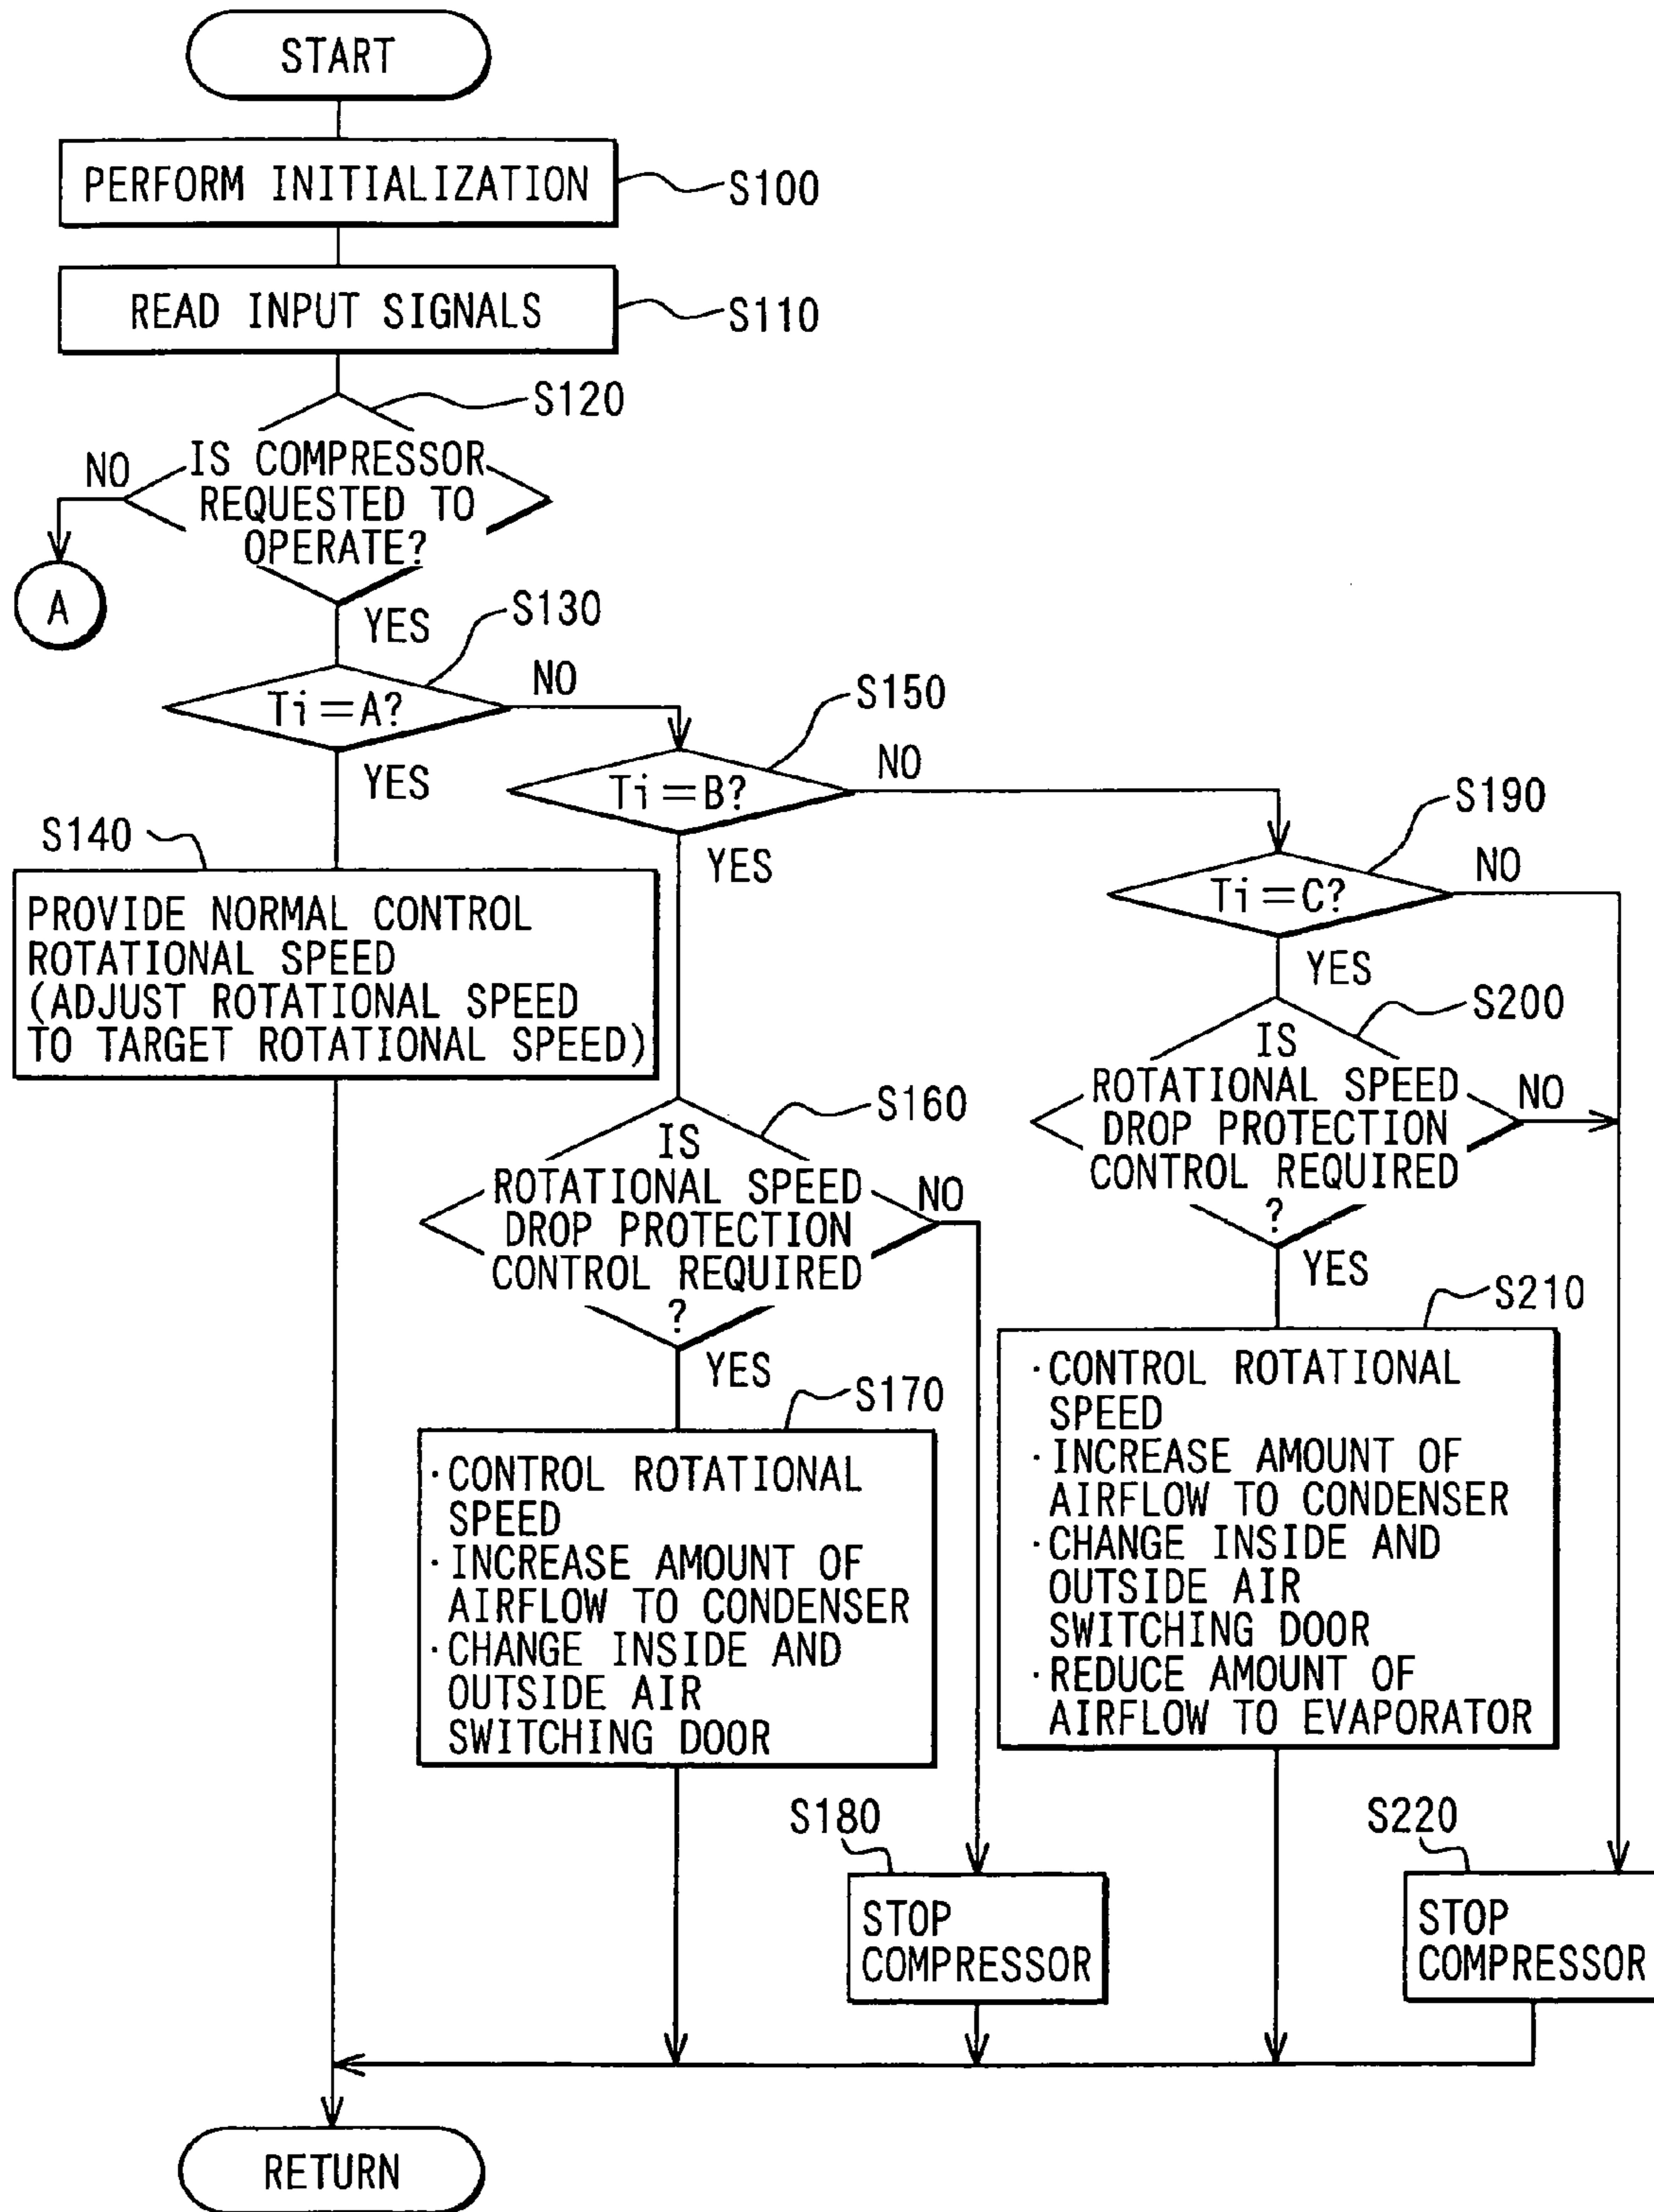 START
PERFORM INITIALIZATION
S100
READ INPUT SIGNALS
S110
S120
IS COMPRESSOR
REQUESTED TO
OPERATE?
NO
A
YES
S130
Ti=A?
NO
YES
S140
PROVIDE NORMAL CONTROL
ROTATIONAL SPEED
(ADJUST ROTATIONAL SPEED
TO TARGET ROTATIONAL SPEED)
S150
Ti=B?
NO
YES
S160
IS
ROTATIONAL SPEED
DROP PROTECTION
CONTROL REQUIRED
?
NO
YES
S170
·CONTROL ROTATIONAL
SPEED
·INCREASE AMOUNT OF
AIRFLOW TO CONDENSER
·CHANGE INSIDE AND
OUTSIDE AIR
SWITCHING DOOR
S180
STOP
COMPRESSOR
S190
Ti=C?
NO
YES
S200
IS
ROTATIONAL SPEED
DROP PROTECTION
CONTROL REQUIRED
?
NO
YES
S210
·CONTROL ROTATIONAL
SPEED
·INCREASE AMOUNT OF
AIRFLOW TO CONDENSER
·CHANGE INSIDE AND
OUTSIDE AIR
SWITCHING DOOR
·REDUCE AMOUNT OF
AIRFLOW TO EVAPORATOR
S220
STOP
COMPRESSOR
RETURN